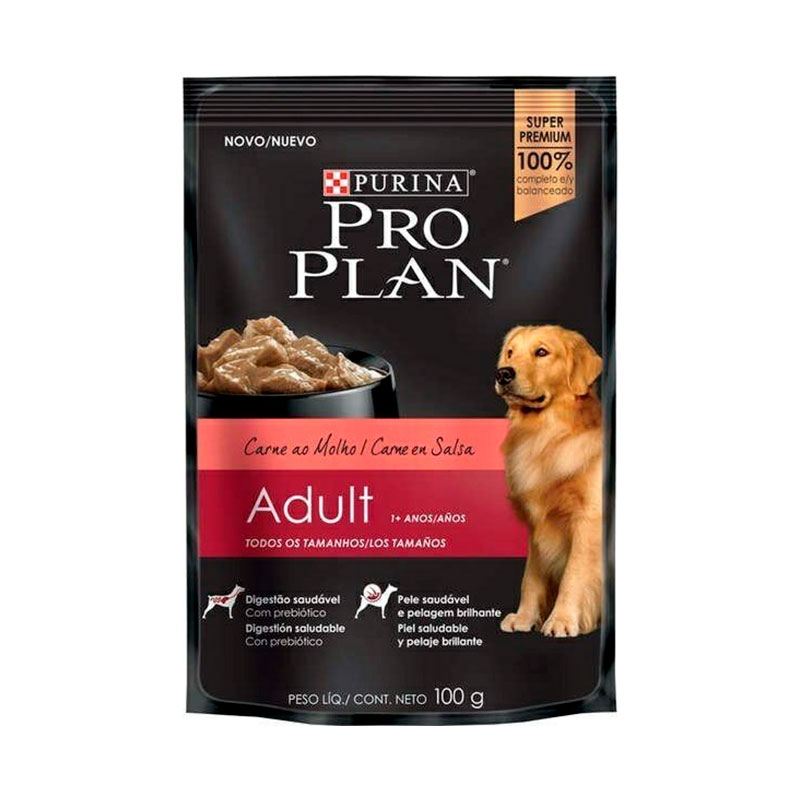 NOVO/NUEVO
SUPER
PREMIUM
100%
completo e/y
balanceado
PURINA®
PRO
PLAN®
Carne ao Molho / Carne en Salsa
Adult 1+ ANOS/AÑOS
TODOS OS TAMANHOS/LOS TAMAÑOS
Digestão saudável
Com prebiótico
Digestión saludable
Con prebiótico
Pele saudável
e pelagem brilhante
Piel saludable
y pelaje brillante
PESO LÍQ./ CONT. NETO 100 g